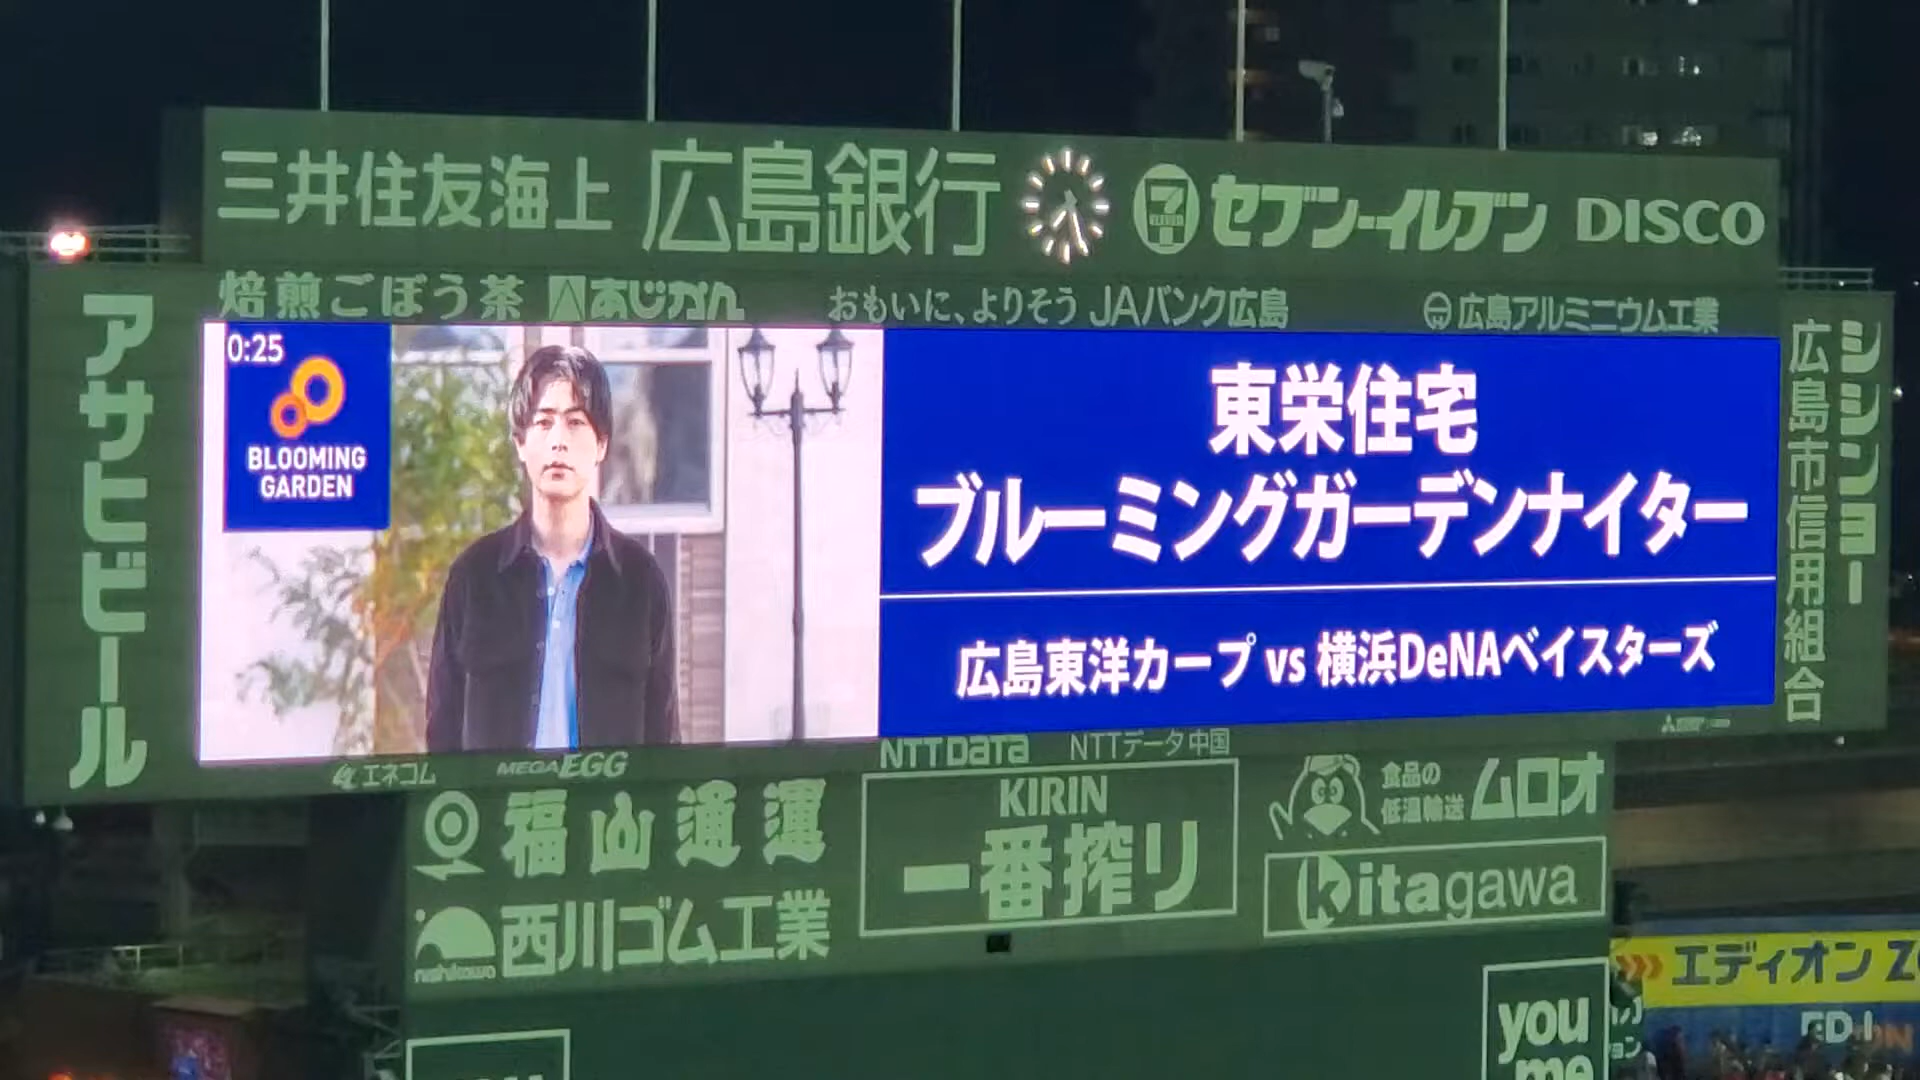 三井住友海上 広島銀行 セブン-イレブン DISCO
焙煎ごぼう茶 あじかん おもいに、よりそう JAバンク広島 広島アルミニウム工業
アサヒビール
0:25
BLOOMING
GARDEN
東栄住宅
ブルーミングガーデンナイター
広島東洋カープ vs 横浜DeNAベイスターズ
シシンヨー
広島市信用組合
エネコム MEGAEGG NTTDATA NTTデータ中国
福山通運
KIRIN
一番搾り
食品の
低温輸送
ムロオ
kitagawa
nishikawa 西川ゴム工業
エディオン
you
me